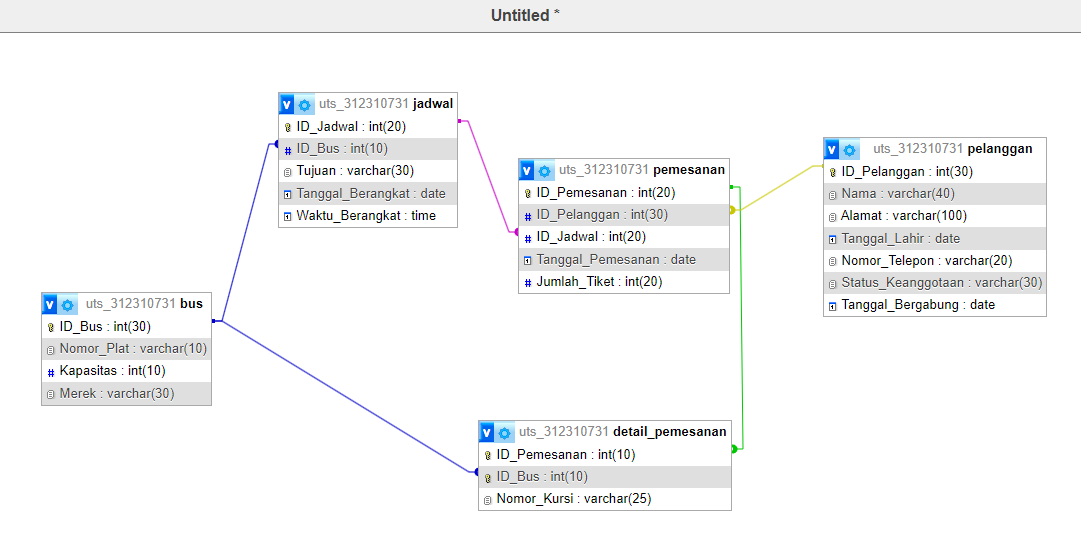 Untitled *
uts_312310731 jadwal
ID_Jadwal : int(20)
ID_Bus : int(10)
Tujuan : varchar(30)
Tanggal_Berangkat : date
Waktu_Berangkat : time
uts_312310731 pemesanan
ID_Pemesanan : int(20)
ID_Pelanggan : int(30)
ID_Jadwal : int(20)
Tanggal_Pemesanan : date
Jumlah_Tiket : int(20)
uts_312310731 pelanggan
ID_Pelanggan : int(30)
Nama : varchar(40)
Alamat : varchar(100)
Tanggal_Lahir : date
Nomor_Telepon : varchar(20)
Status_Keanggotaan : varchar(30)
Tanggal_Bergabung : date
uts_312310731 bus
ID_Bus : int(30)
Nomor_Plat : varchar(10)
Kapasitas : int(10)
Merek : varchar(30)
uts_312310731 detail_pemesanan
ID_Pemesanan : int(10)
ID_Bus : int(10)
Nomor_Kursi : varchar(25)